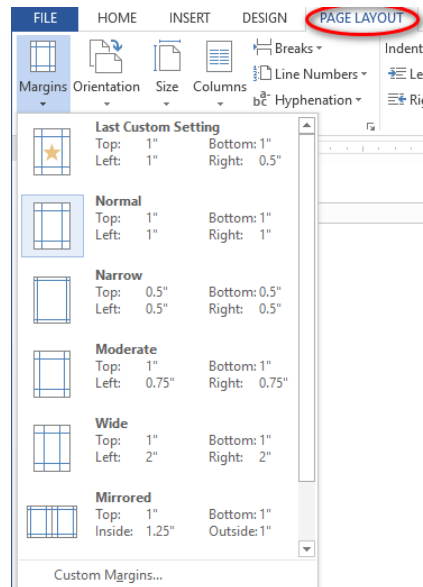 FILE HOME INSERT DESIGN PAGE LAYOUT
Breaks Indent
Line Numbers Le
Margins Orientation Size Columns
bc Hyphenation Rig
Last Custom Setting
Top: 1" Bottom: 1"
Left: 1" Right: 0.5"
Normal
Top: 1" Bottom: 1"
Left: 1" Right: 1"
Narrow
Top: 0.5" Bottom: 0.5"
Left: 0.5" Right: 0.5"
Moderate
Top: 1" Bottom: 1"
Left: 0.75" Right: 0.75"
Wide
Top: 1" Bottom: 1"
Left: 2" Right: 2"
Mirrored
Top: 1" Bottom: 1"
Inside: 1.25" Outside: 1"
Custom Margins...